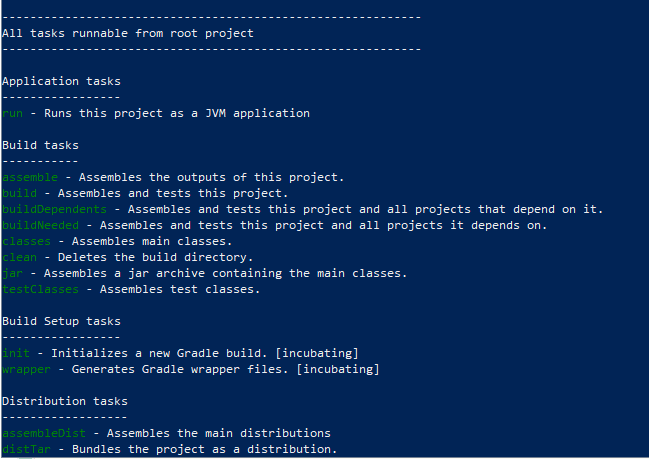 ------------------------------------------------------------
All tasks runnable from root project
------------------------------------------------------------
Application tasks
-----------------
run - Runs this project as a JVM application
Build tasks
-----------
assemble - Assembles the outputs of this project.
build - Assembles and tests this project.
buildDependents - Assembles and tests this project and all projects that depend on it.
buildNeeded - Assembles and tests this project and all projects it depends on.
classes - Assembles main classes.
clean - Deletes the build directory.
jar - Assembles a jar archive containing the main classes.
testClasses - Assembles test classes.
Build Setup tasks
-----------------
init - Initializes a new Gradle build. [incubating]
wrapper - Generates Gradle wrapper files. [incubating]
Distribution tasks
------------------
assembleDist - Assembles the main distributions
distTar - Bundles the project as a distribution.